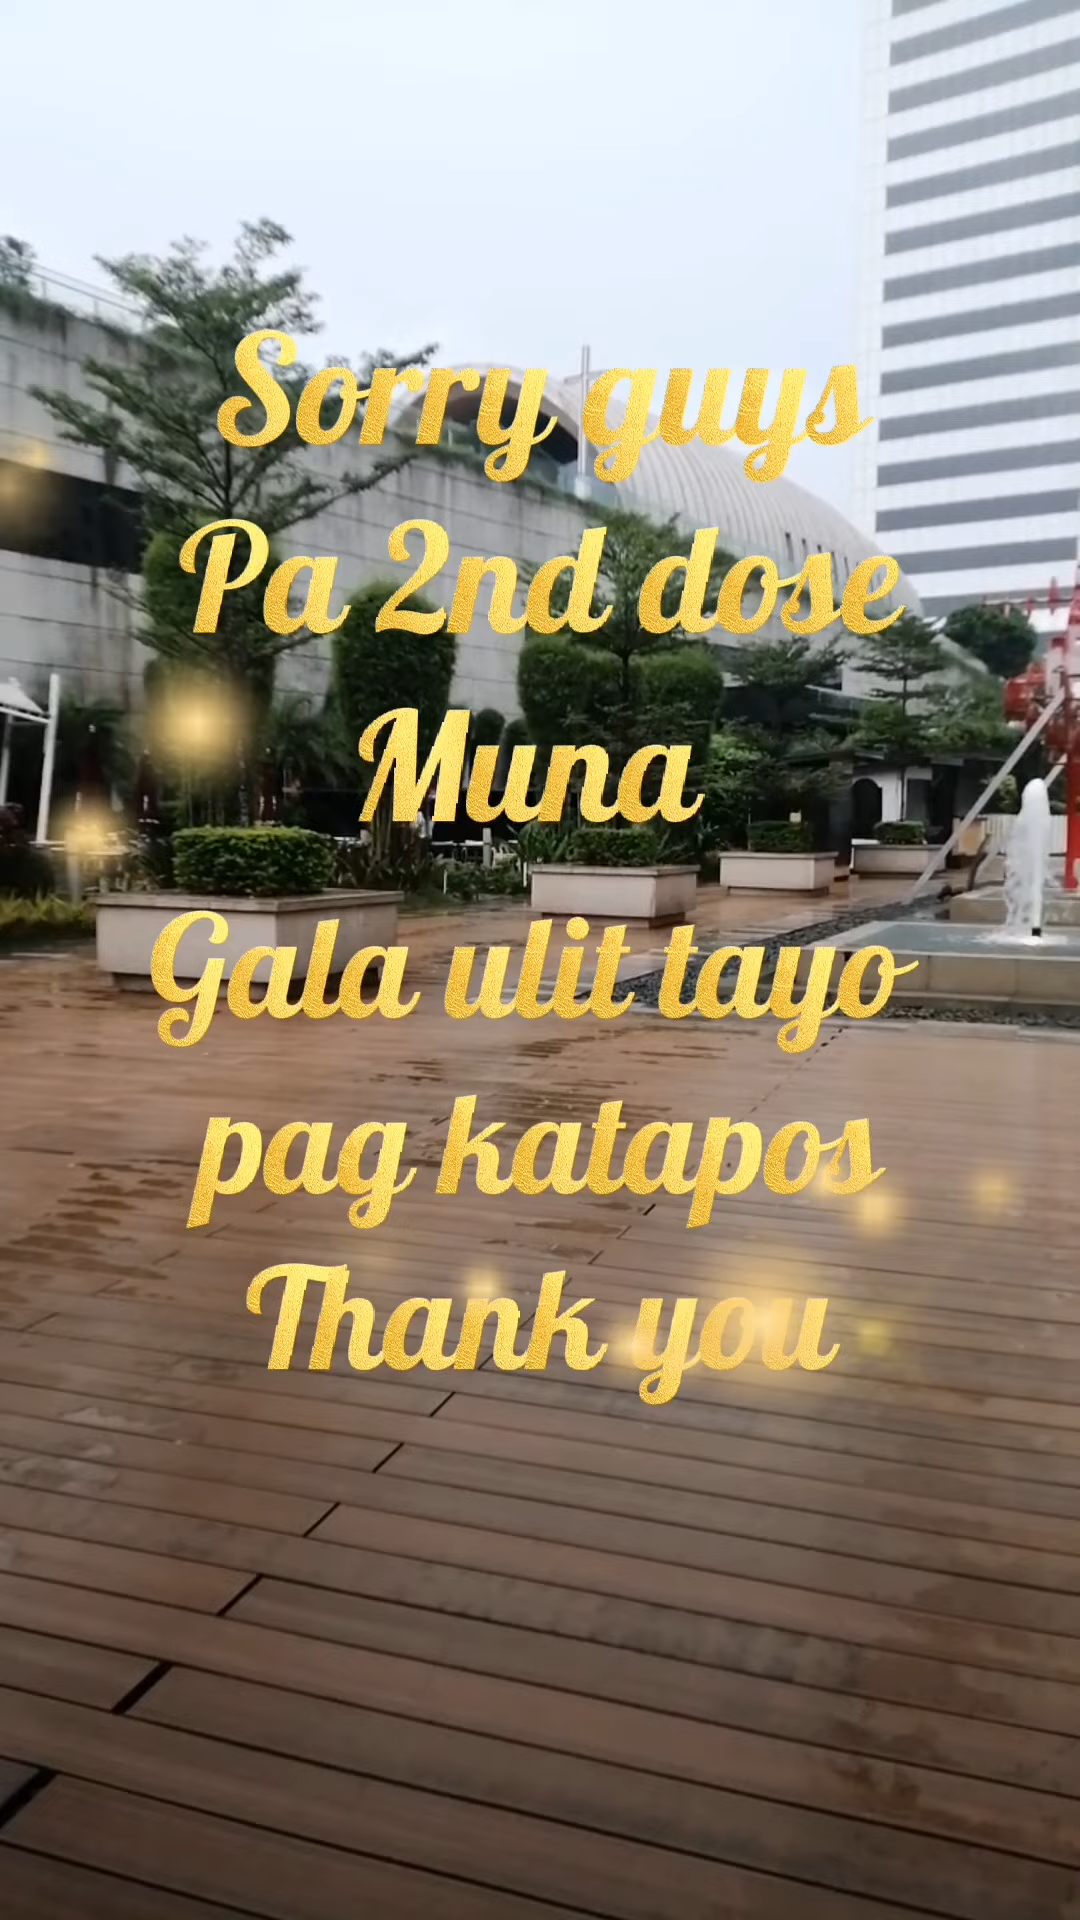 Sorry guys
Pa 2nd dose
Muna
Gala ulit tayo
pag katapos
Thank you